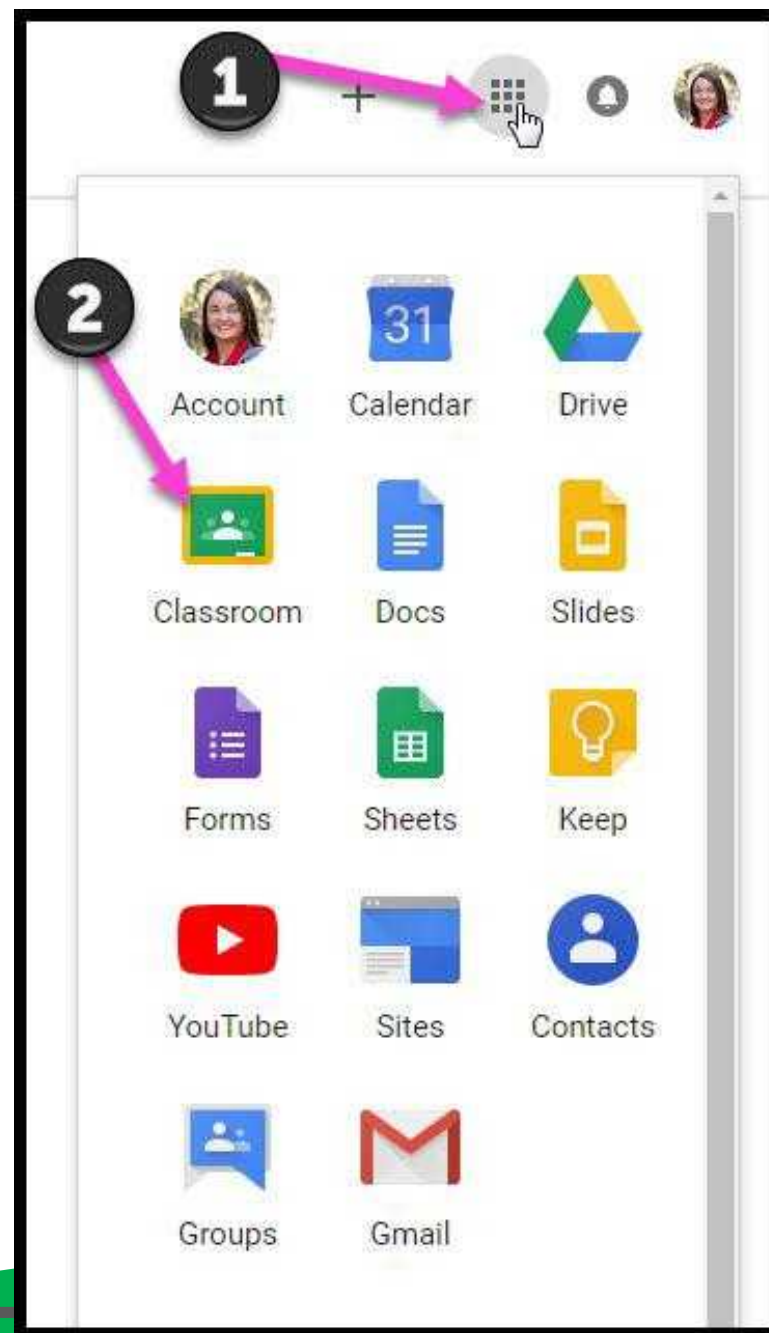 1
2
31
Account Calendar Drive
Classroom Docs Slides
Forms Sheets Keep
YouTube Sites Contacts
Groups Gmail